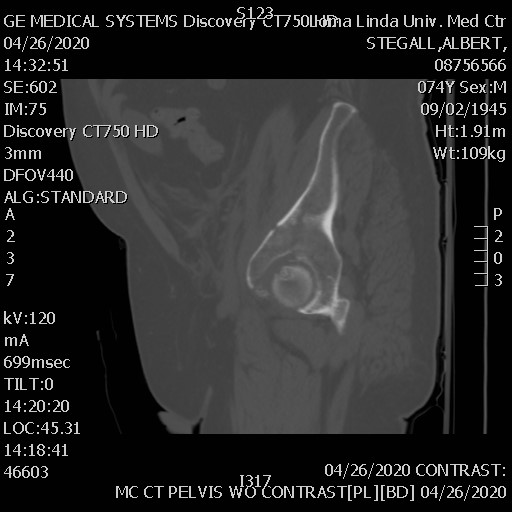 S123
GE MEDICAL SYSTEMS Discovery CT750 HD
Loma Linda Univ. Med Ctr
04/26/2020
STEGALL,ALBERT,
14:32:51
08756566
SE:602
074Y Sex:M
IM:75
09/02/1945
Discovery CT750 HD
Ht:1.91m
3mm
Wt:109kg
DFOV440
ALG:STANDARD
A
P
2
2
3
0
7
3
kV:120
mA
699msec
TILT:0
14:20:20
LOC:45.31
14:18:41
46603
I317
04/26/2020 CONTRAST:
MC CT PELVIS WO CONTRAST[PL][BD] 04/26/2020